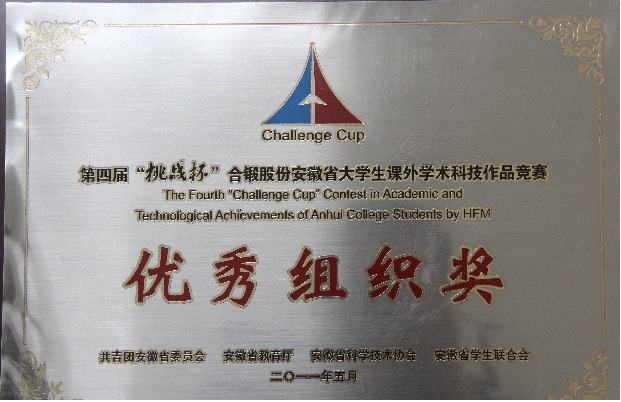 Challenge Cup
第四届“挑战杯”合锻股份安徽省大学生课外学术科技作品竞赛
The Fourth "Challenge Cup" Contest in Academic and
Technological Achievements of Anhui College Students by HFM
优秀组织奖
共青团安徽省委员会 安徽省教育厅 安徽省科学技术协会 安徽省学生联合会
二〇一一年五月